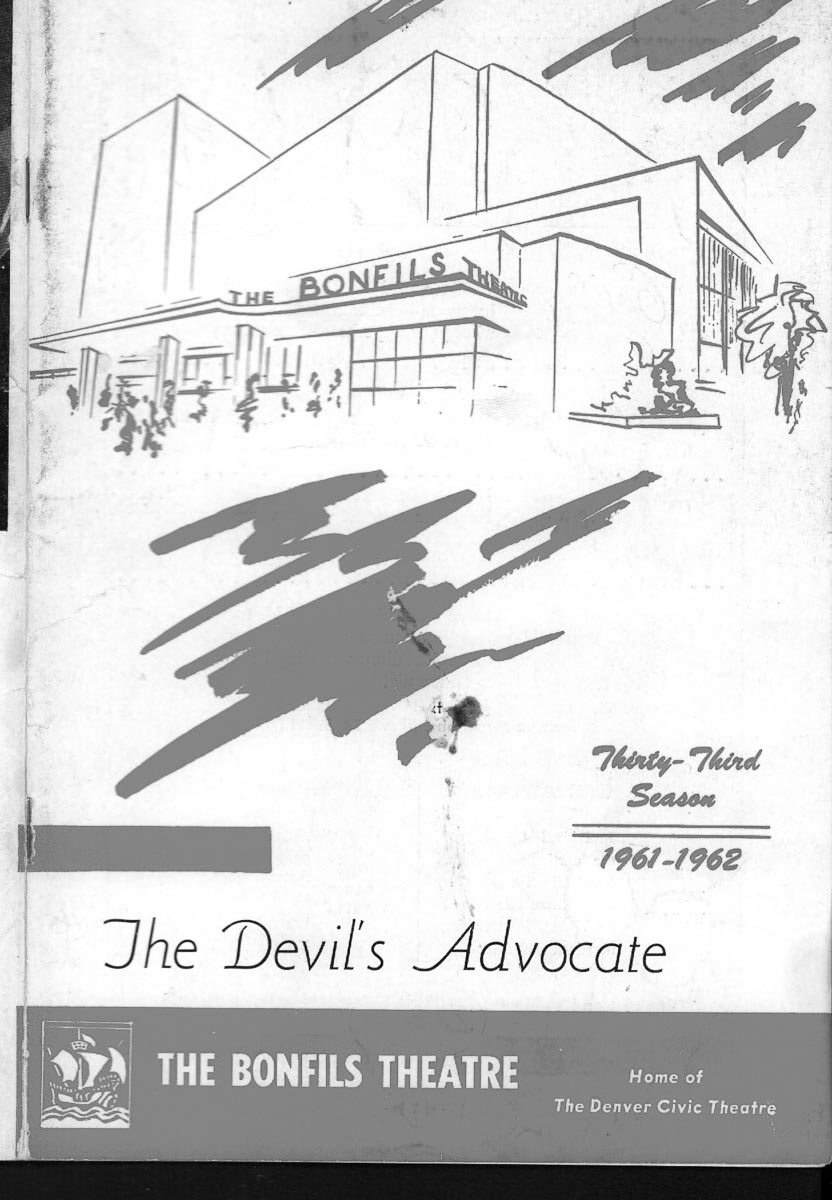 THE BONFILS THEATRE
Thirty-Third
Season
1961-1962
The Devil's Advocate
THE BONFILS THEATRE
Home of
The Denver Civic Theatre